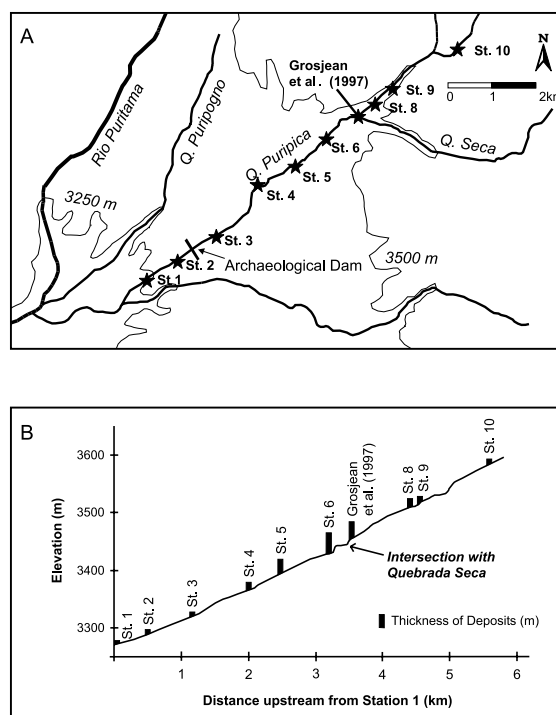 A
N
St. 10
Grosjean
et al. (1997)
0 1 2km
St. 9
St. 8
Rio Puritama
Q. Puripogno
Q. Puripica
Q. Seca
St. 6
St. 5
St. 4
3250 m
3500 m
St. 3
St. 2
Archaeological Dam
St.1
B
Elevation (m)
3600
3500
3400
3300
St. 1
St. 2
St. 3
St. 4
St. 5
St. 6
Grosjean
et al. (1997)
St. 8
St. 9
St. 10
Intersection with
Quebrada Seca
Thickness of Deposits (m)
1 2 3 4 5 6
Distance upstream from Station 1 (km)